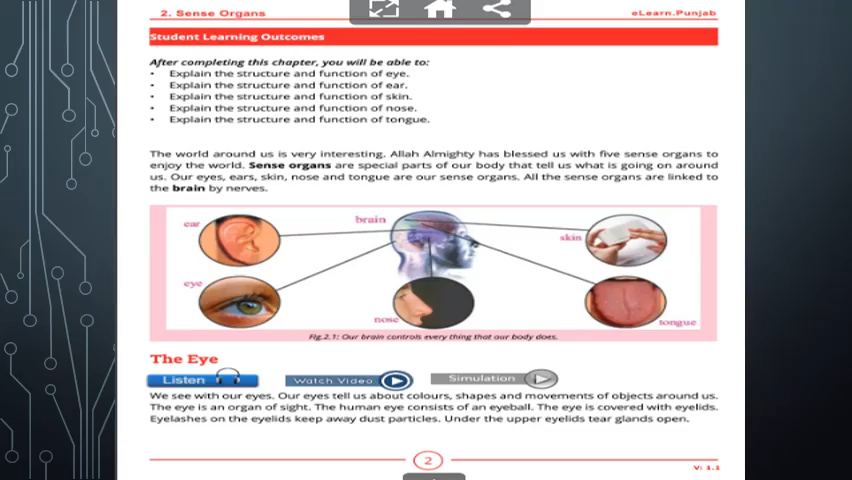 2. Sense Organs
eLearn.Punjab
Student Learning Outcomes
After completing this chapter, you will be able to:
• Explain the structure and function of eye.
• Explain the structure and function of ear.
• Explain the structure and function of skin.
• Explain the structure and function of nose.
• Explain the structure and function of tongue.
The world around us is very interesting. Allah Almighty has blessed us with five sense organs to
enjoy the world. Sense organs are special parts of our body that tell us what is going on around
us. Our eyes, ears, skin, nose and tongue are our sense organs. All the sense organs are linked to
the brain by nerves.
ear
brain
skin
eye
nose
tongue
Fig.2.1: Our brain controls every thing that our body does.
The Eye
Listen
Watch Video
Simulation
We see with our eyes. Our eyes tell us about colours, shapes and movements of objects around us.
The eye is an organ of sight. The human eye consists of an eyeball. The eye is covered with eyelids.
Eyelashes on the eyelids keep away dust particles. Under the upper eyelids tear glands open.
2
V: 1.1